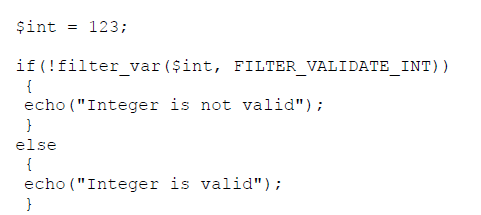 $int = 123;
if(!filter_var($int, FILTER_VALIDATE_INT))
{
echo("Integer is not valid");
}
else
{
echo("Integer is valid");
}